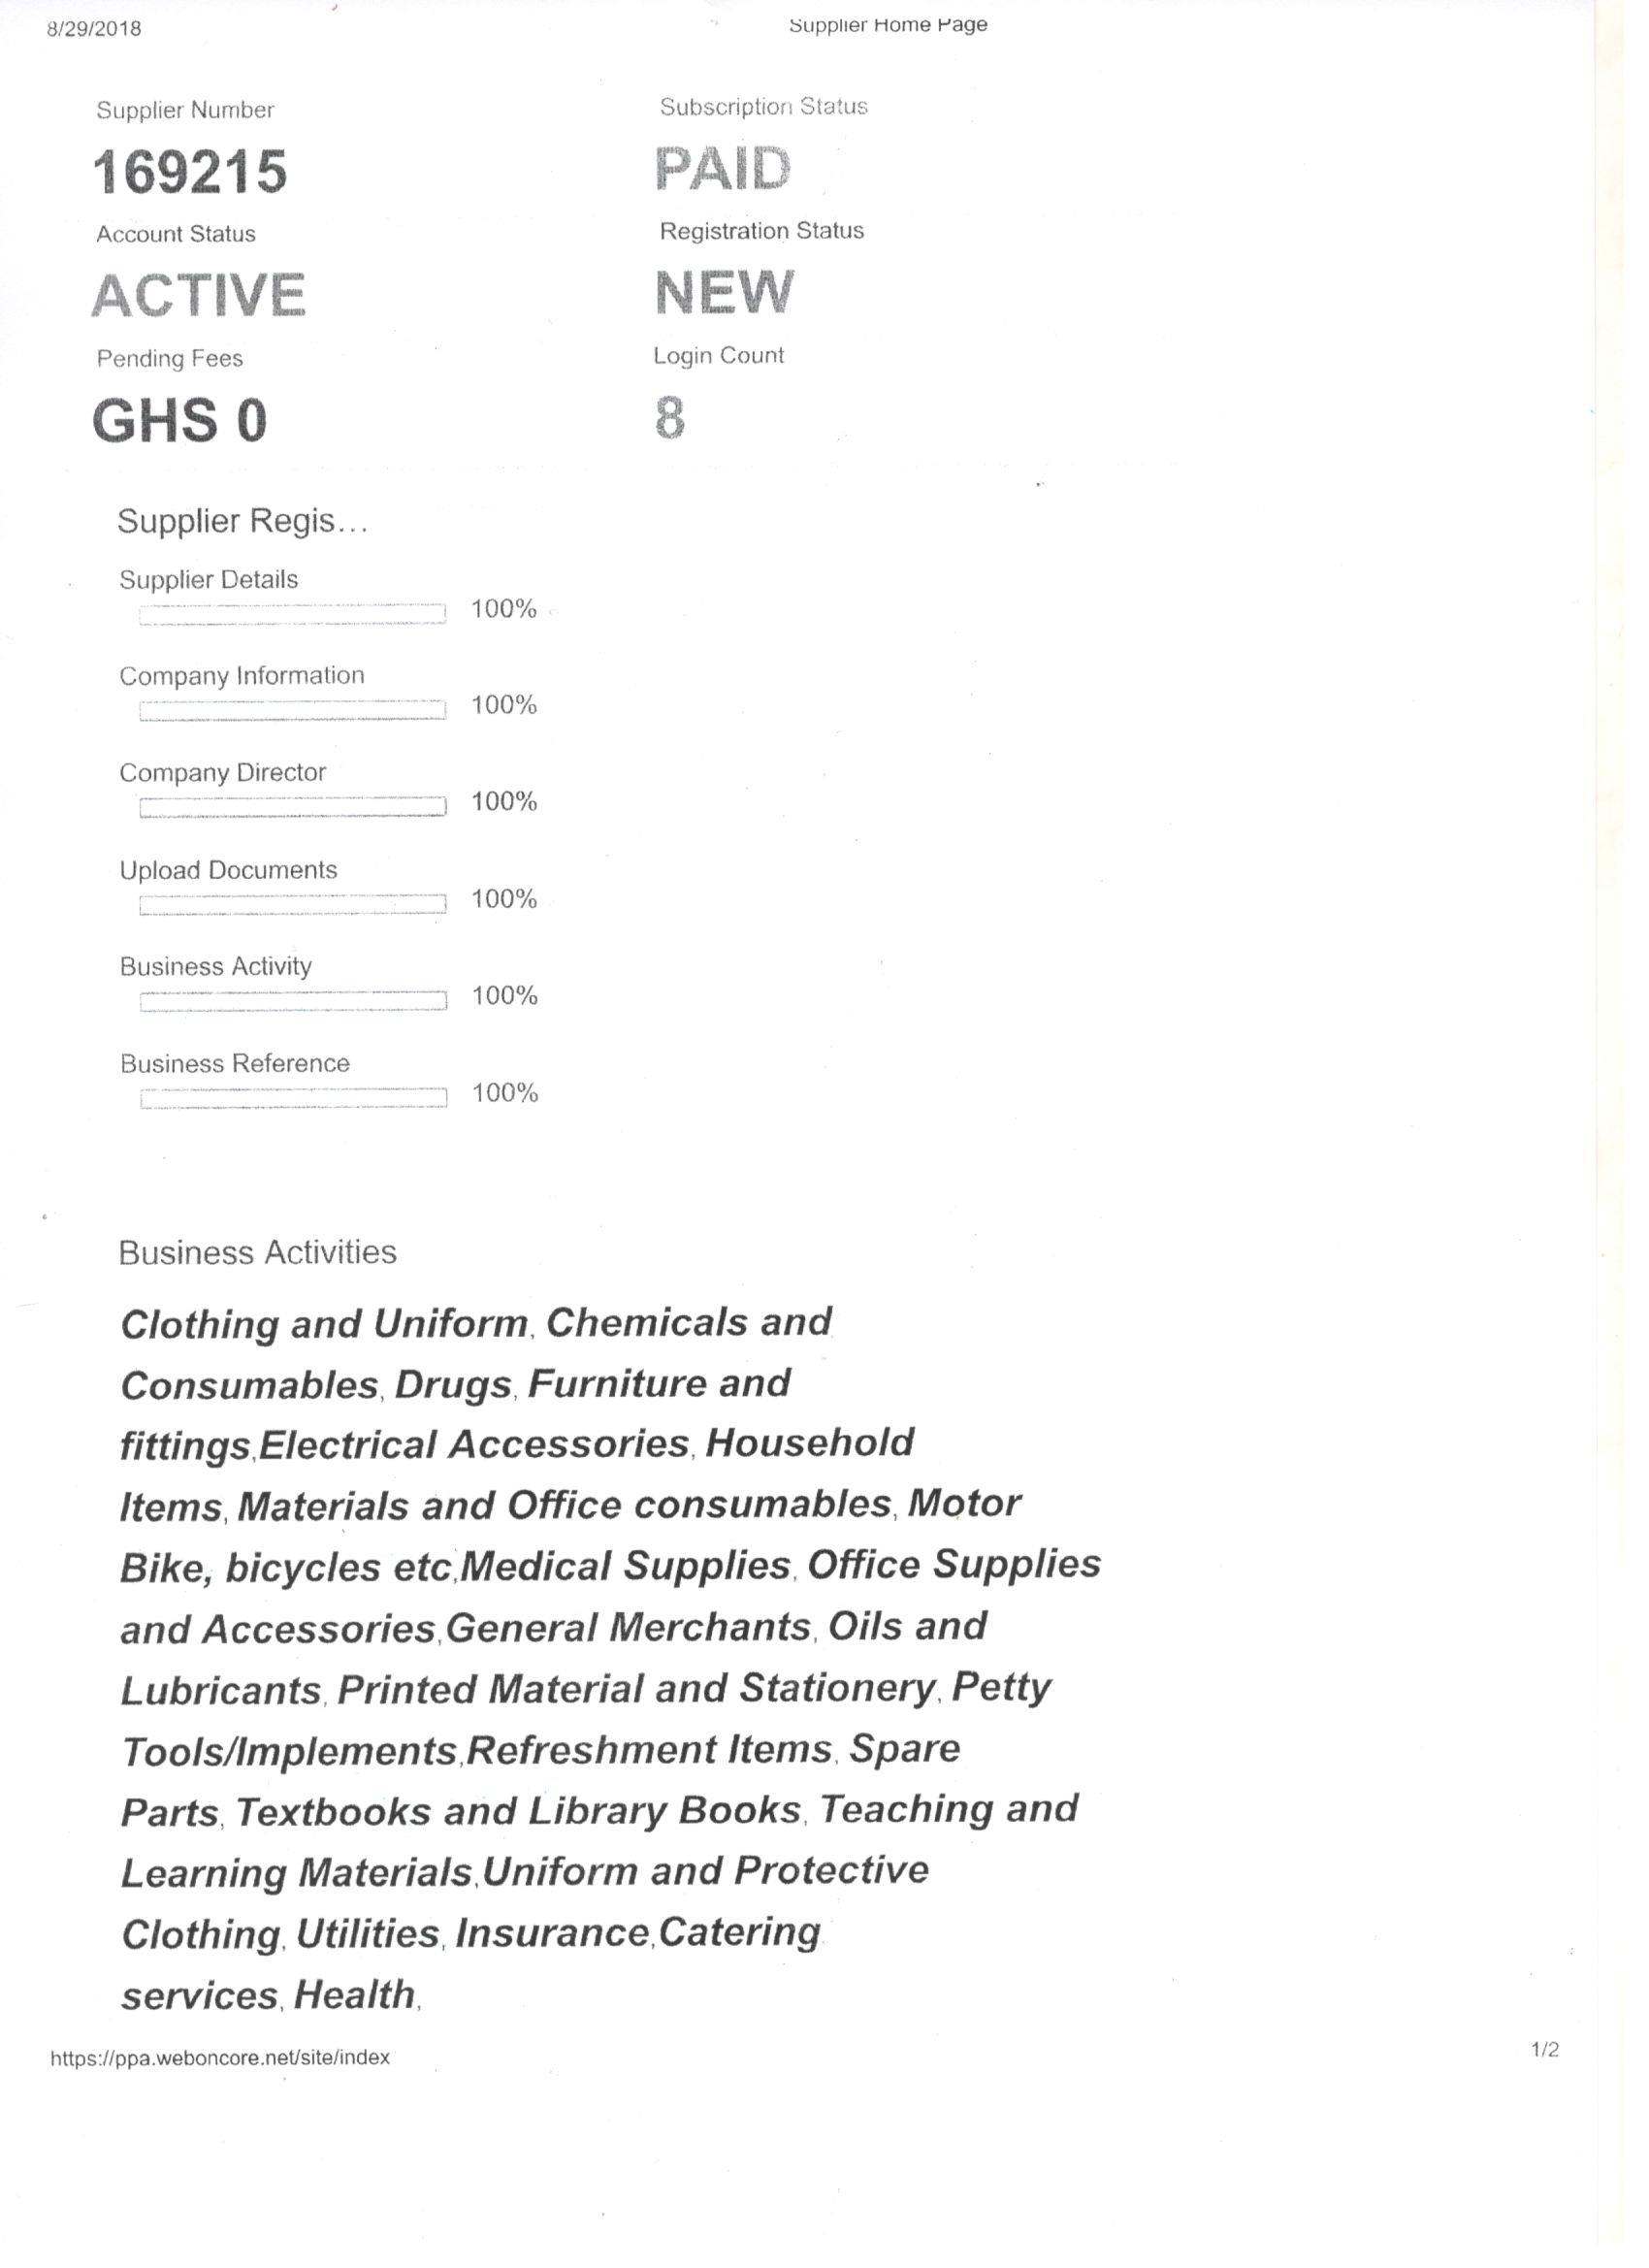 8/29/2018
Supplier Home Page
Supplier Number
Subscription Status
169215
PAID
Account Status
Registration Status
ACTIVE
NEW
Pending Fees
Login Count
GHS 0
8
Supplier Regis...
Supplier Details
100%
Company Information
100%
Company Director
100%
Upload Documents
100%
Business Activity
100%
Business Reference
100%
Business Activities
Clothing and Uniform, Chemicals and
Consumables, Drugs, Furniture and
fittings,Electrical Accessories, Household
Items, Materials and Office consumables, Motor
Bike, bicycles etc,Medical Supplies, Office Supplies
and Accessories,General Merchants, Oils and
Lubricants, Printed Material and Stationery, Petty
Tools/Implements,Refreshment Items, Spare
Parts, Textbooks and Library Books, Teaching and
Learning Materials,Uniform and Protective
Clothing, Utilities, Insurance,Catering
services, Health,
https://ppa.weboncore.net/site/index
1/2